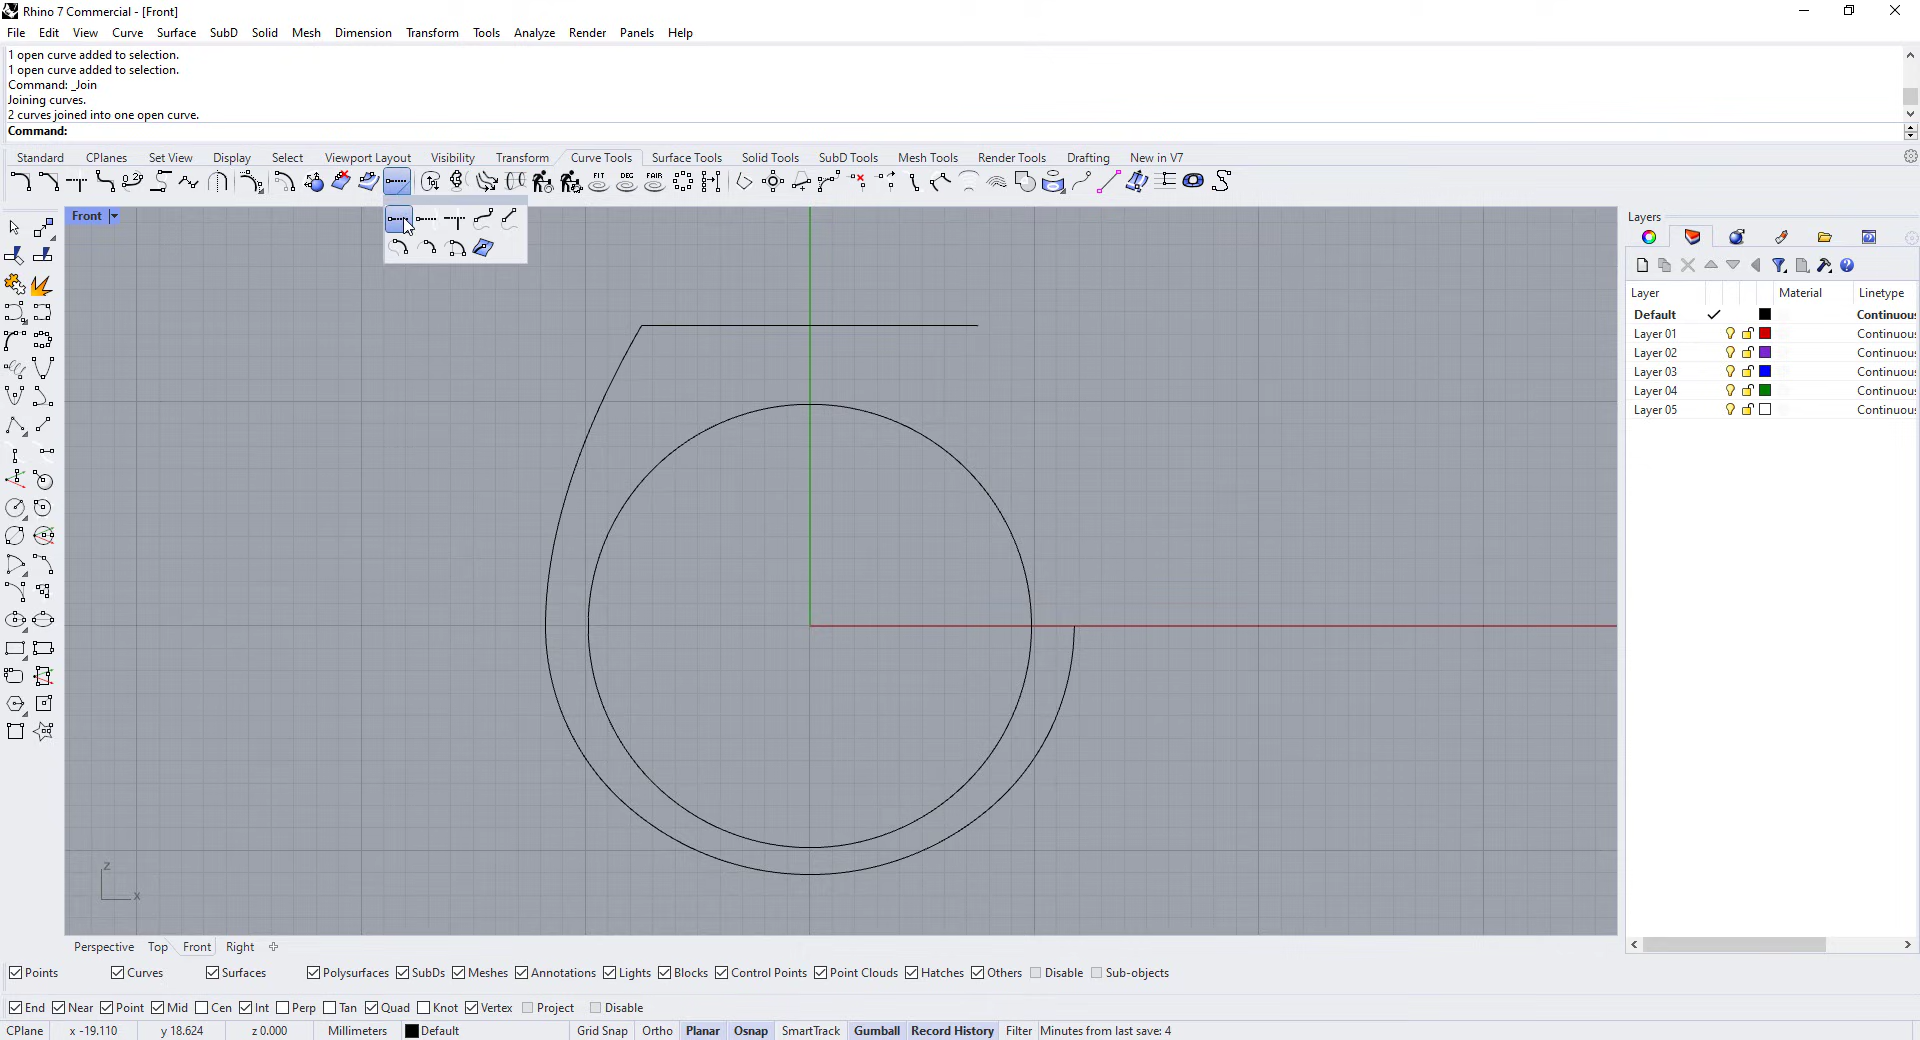 Rhino 7 Commercial - [Front]
File Edit View Curve Surface SubD Solid Mesh Dimension Transform Tools Analyze Render Panels Help
1 open curve added to selection.
1 open curve added to selection.
Command: _Join
Joining curves.
2 curves joined into one open curve.
Command:
Standard CPlanes Set View Display Select Viewport Layout Visibility Transform Curve Tools Surface Tools Solid Tools SubD Tools Mesh Tools Render Tools Drafting New in V7
FIT DEG FAIR
Front
Layers
Layer Material Linetype
Default Continuous
Layer 01 Continuous
Layer 02 Continuous
Layer 03 Continuous
Layer 04 Continuous
Layer 05 Continuous
z
x
Perspective Top Front Right
Points Curves Surfaces Polysurfaces SubDs Meshes Annotations Lights Blocks Control Points Point Clouds Hatches Others Disable Sub-objects
End Near Point Mid Cen Int Perp Tan Quad Knot Vertex Project Disable
CPlane x -19.110 y 18.624 z 0.000 Millimeters Default Grid Snap Ortho Planar Osnap SmartTrack Gumball Record History Filter Minutes from last save: 4